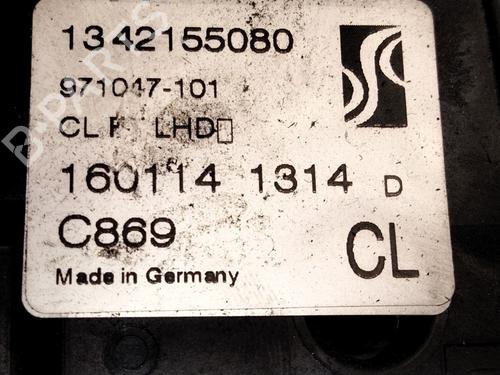 1342155080
971047-101
CL F LHD
160114 1314 D
C869
CL
Made in Germany
B-PARTS